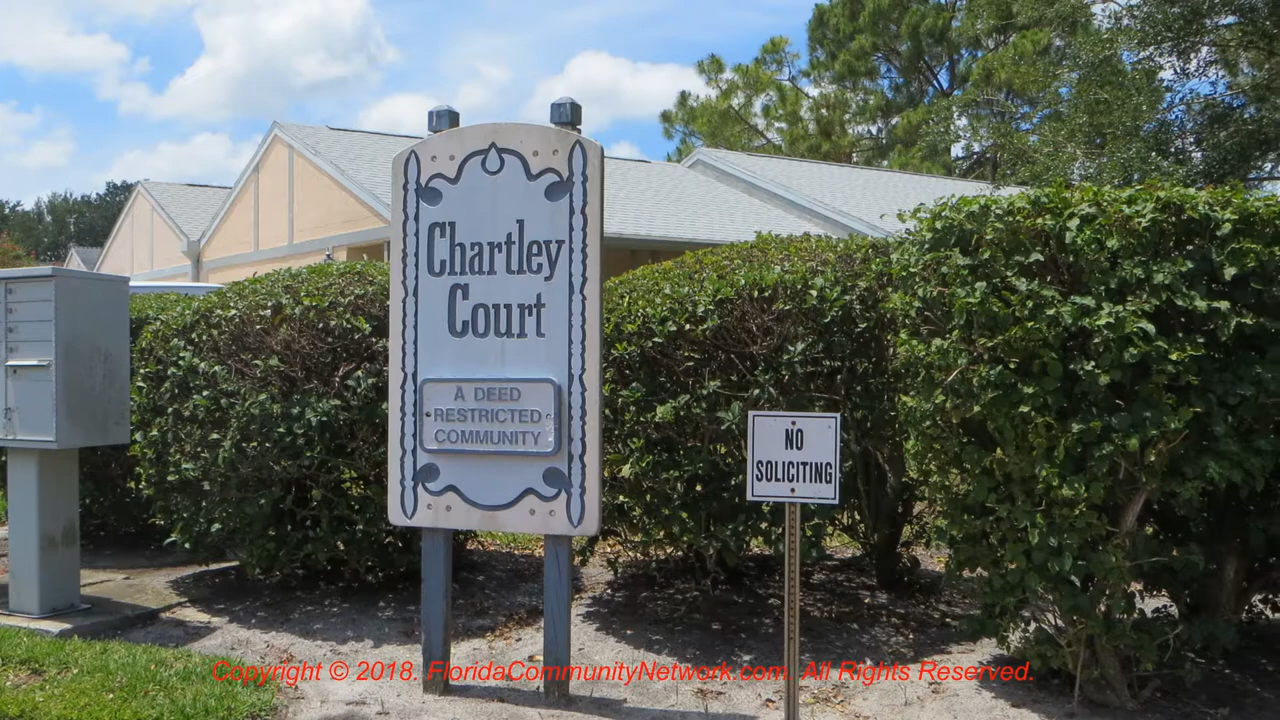 Chartley
Court
A DEED
RESTRICTED
COMMUNITY
NO
SOLICITING
Copyright © 2018. FloridaCommunityNetwork.com. All Rights Reserved.